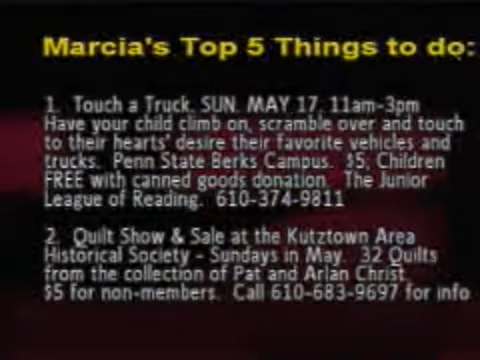 Marcia's Top 5 Things to do:
1. Touch a Truck. SUN. MAY 17, 11am-3pm
Have your child climb on, scramble over and touch
to their hearts' desire their favorite vehicles and
trucks. Penn State Berks Campus. $5, Children
FREE with canned goods donation. The Junior
League of Reading. 610-374-9811
2. Quilt Show & Sale at the Kutztown Area
Historical Society - Sundays in May. 32 Quilts
from the collection of Pat and Arlan Christ.
$5 for non-members. Call 610-683-9697 for info